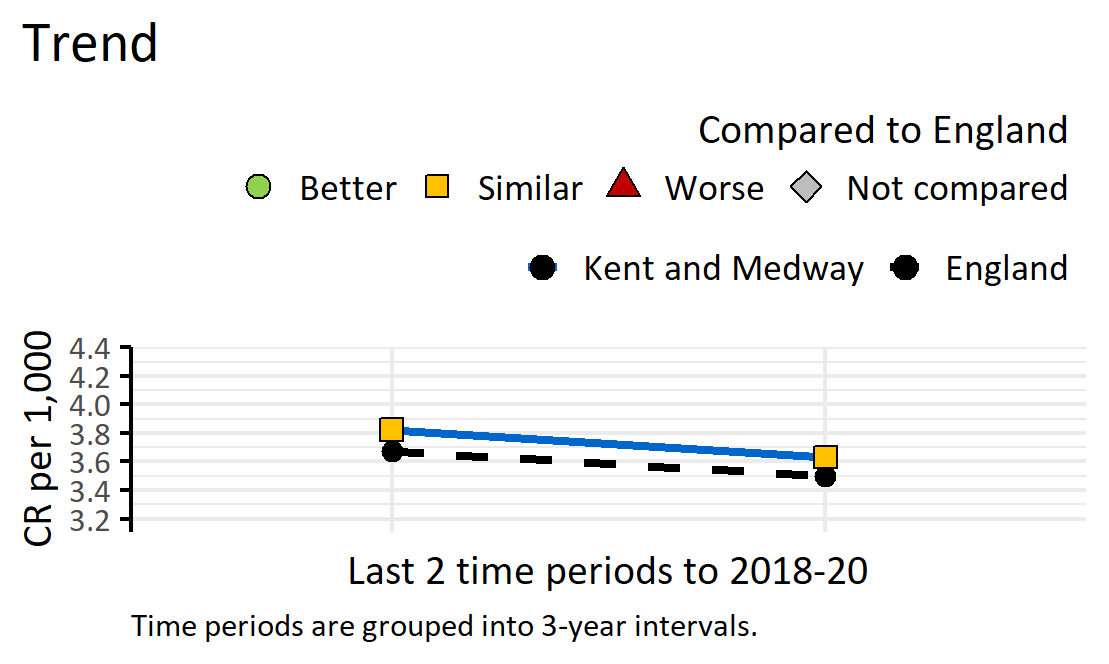 Trend
Compared to England
Better Similar Worse Not compared
Kent and Medway England
CR per 1,000
4.4
4.2
4.0
3.8
3.6
3.4
3.2
Last 2 time periods to 2018-20
Time periods are grouped into 3-year intervals.